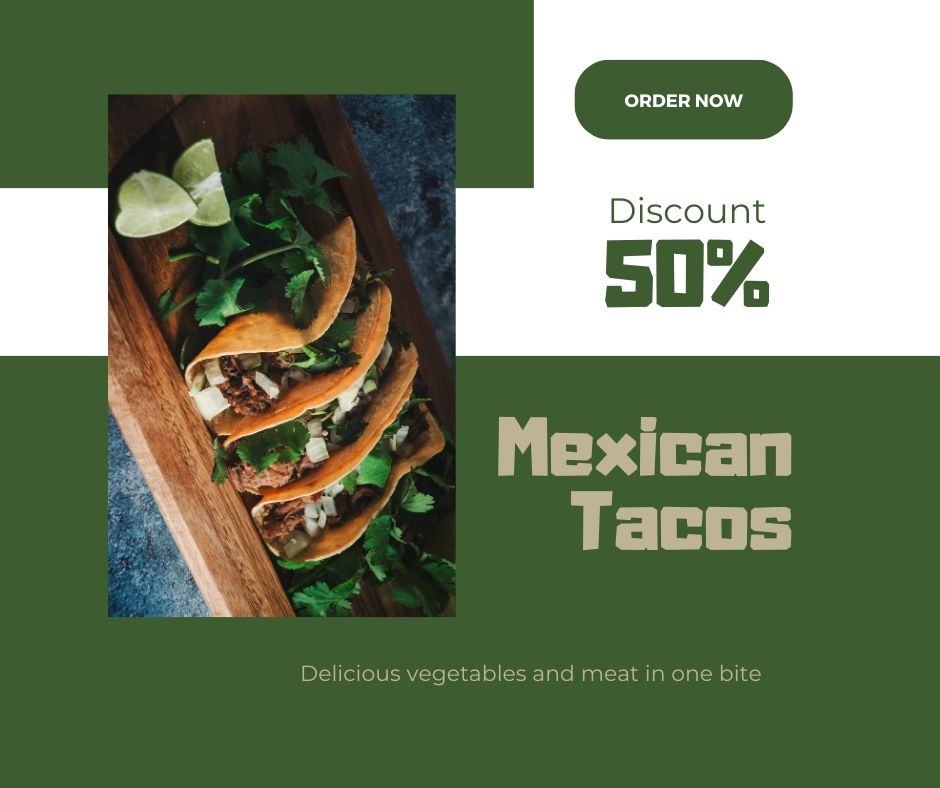 ORDER NOW
Discount
50%
Mexican
Tacos
Delicious vegetables and meat in one bite